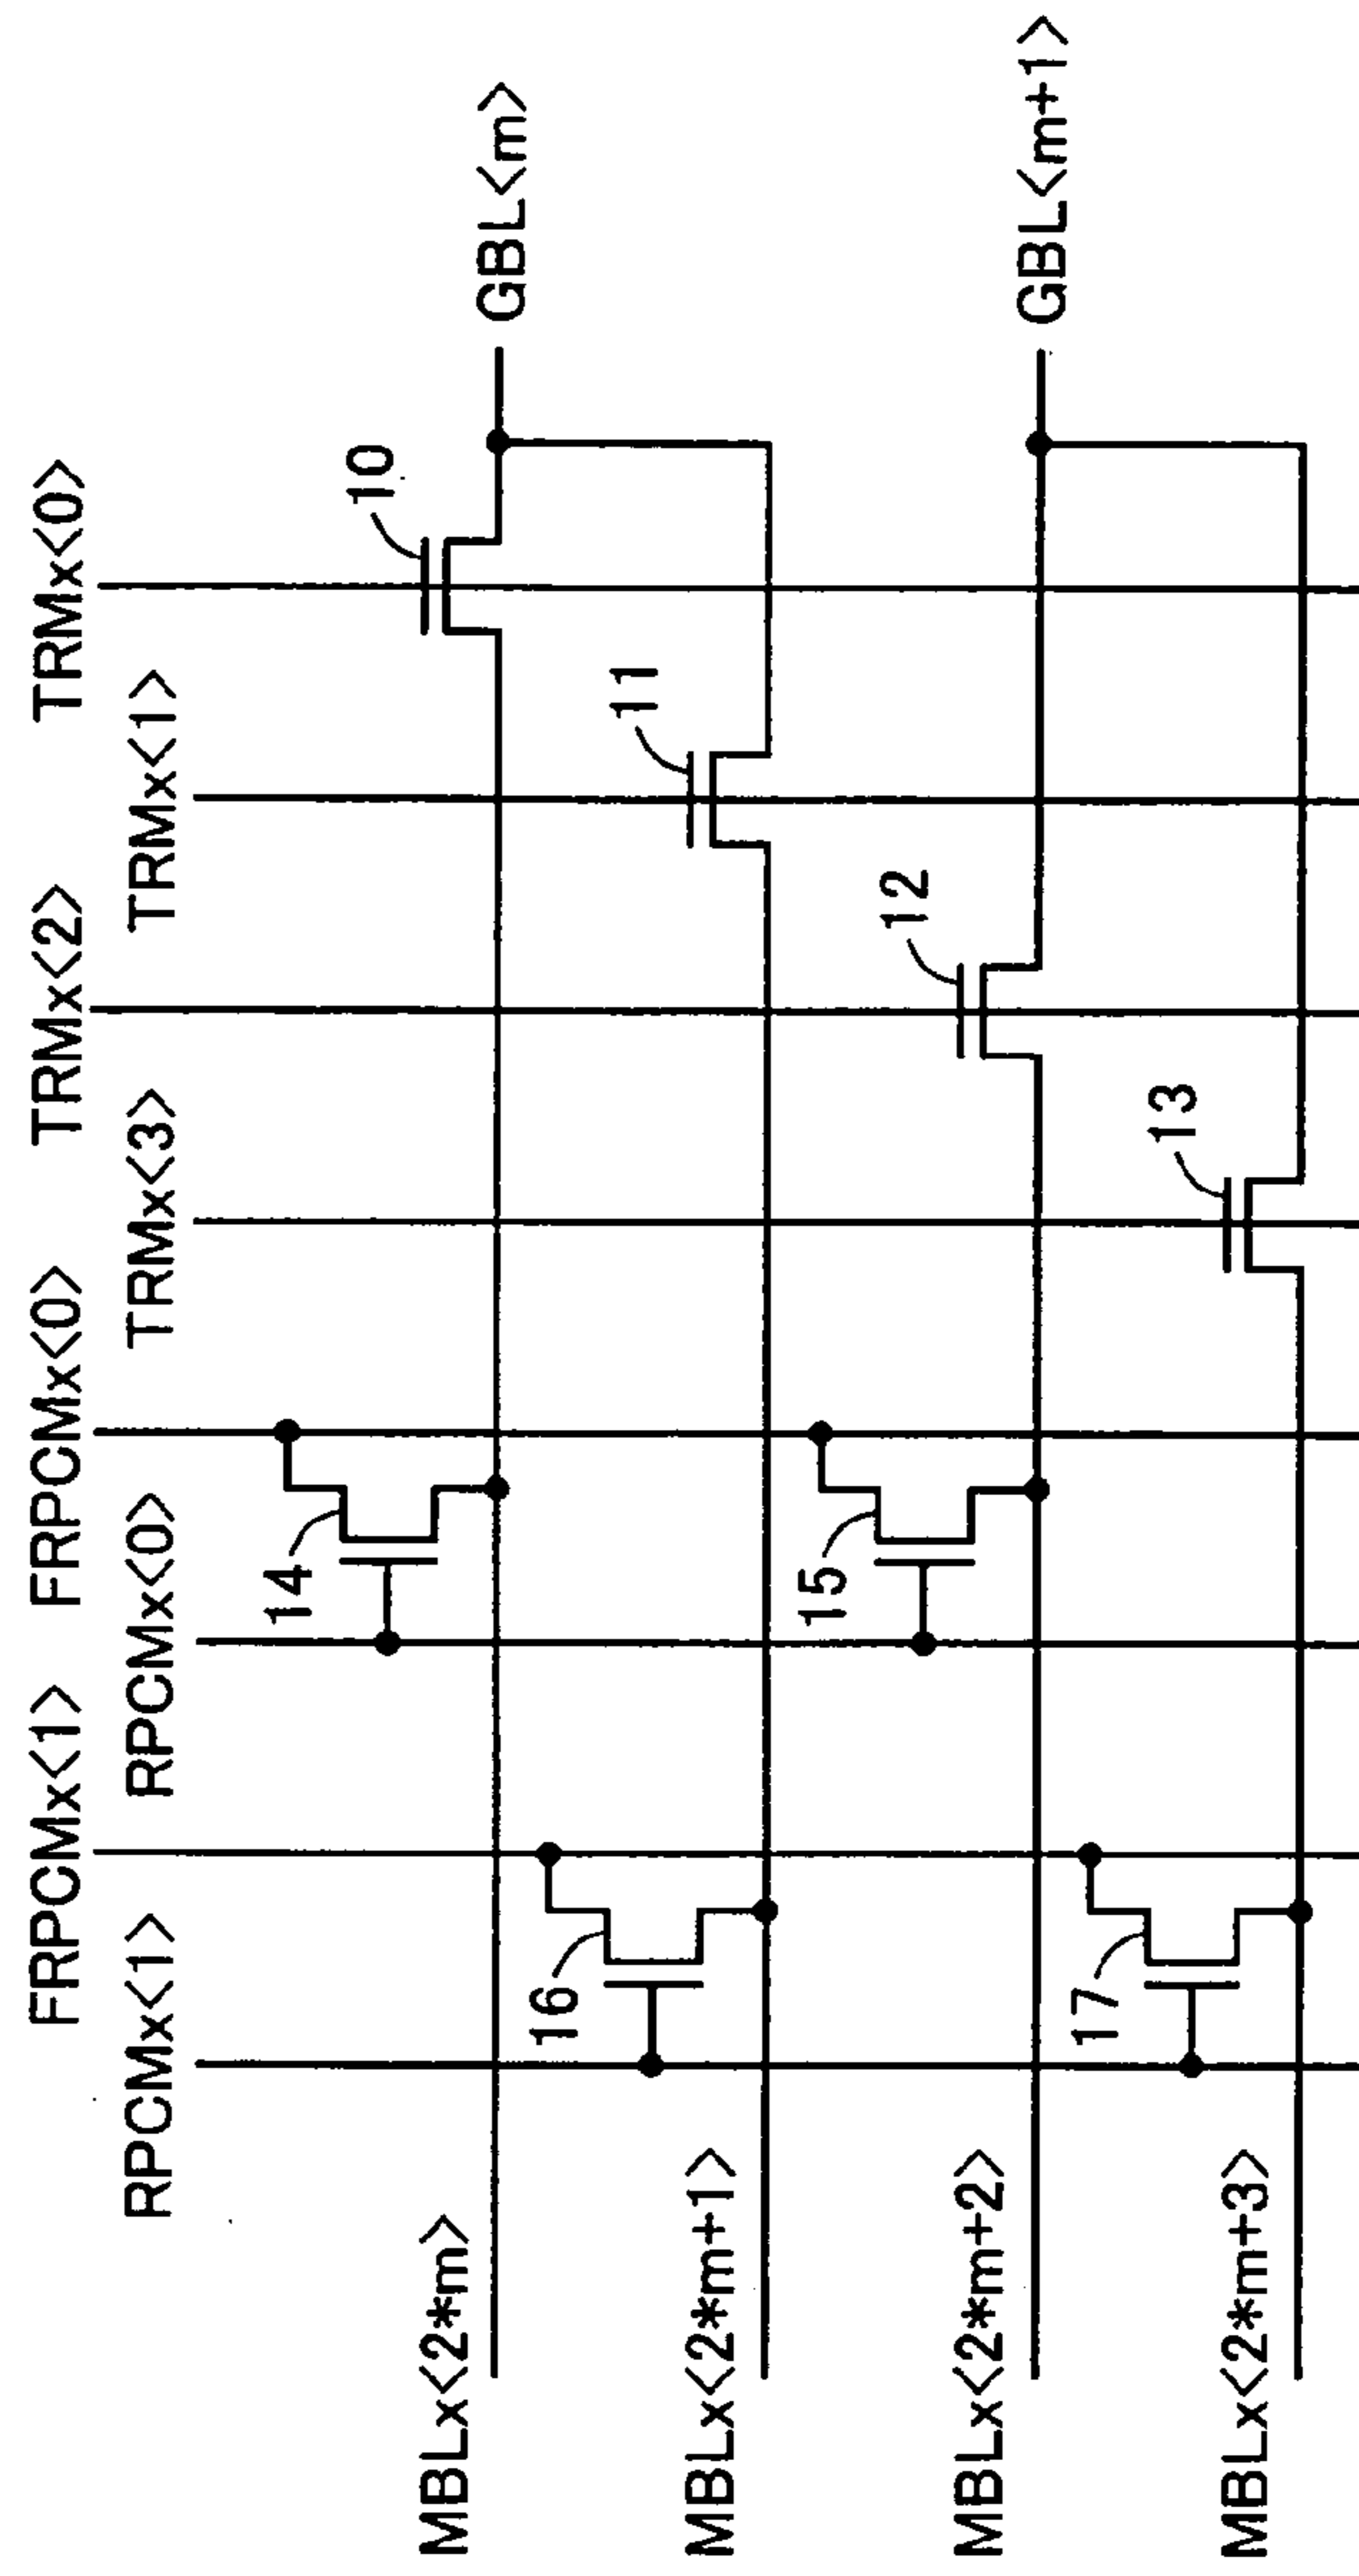 TRMx<0>
TRMx<1>
TRMx<2>
TRMx<3>
FRPCMx<0>
RPCMx<0>
FRPCMx<1>
RPCMx<1>
GBL<m>
GBL<m+1>
10
11
12
13
14
15
16
17
MBLx<2*m>
MBLx<2*m+1>
MBLx<2*m+2>
MBLx<2*m+3>